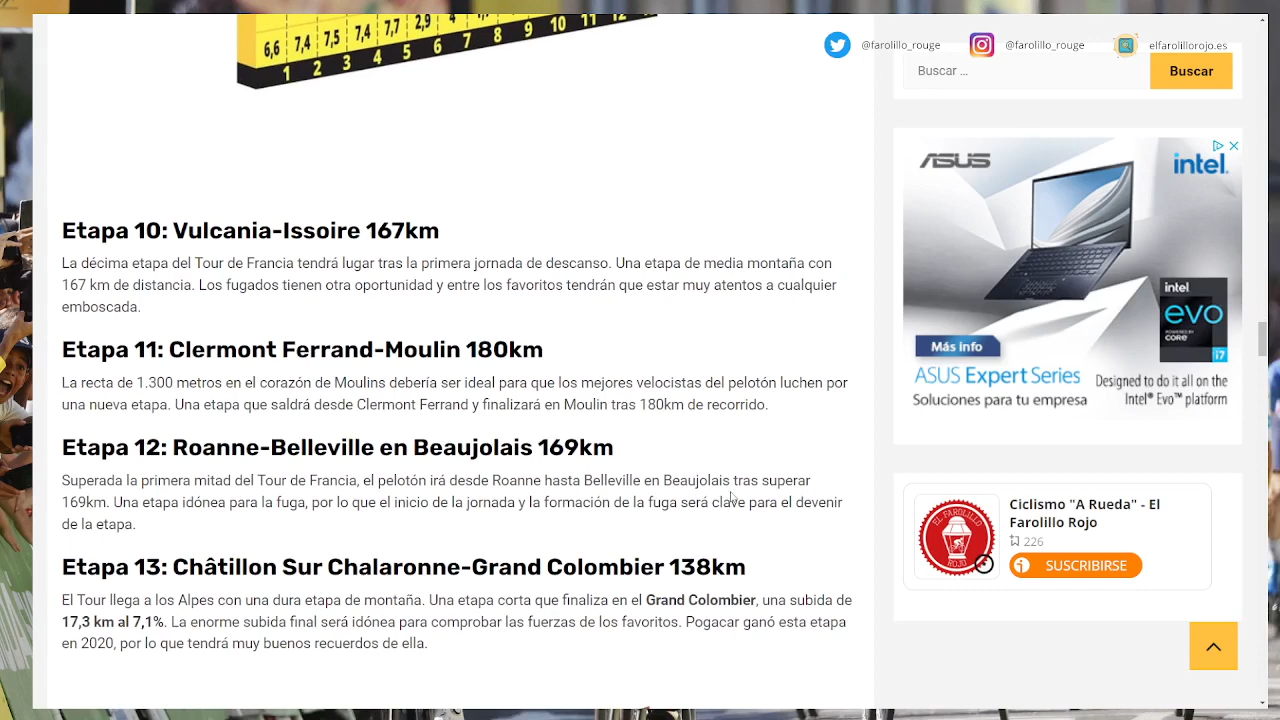 6,6 7,4 7,5 7,4 7,7 2,9
1 2 3 4 5 6 7 8 9 10 11 12
@farolillo_rouge @farolillo_rouge elfarolillorojo.es
Buscar ... Buscar
ASUS intel.
intel evo POWERED BY CORE i7
Más info
ASUS Expert Series
Soluciones para tu empresa
Designed to do it all on the
Intel® Evo™ platform
Etapa 10: Vulcania-Issoire 167km
La décima etapa del Tour de Francia tendrá lugar tras la primera jornada de descanso. Una etapa de media montaña con
167 km de distancia. Los fugados tienen otra oportunidad y entre los favoritos tendrán que estar muy atentos a cualquier
emboscada.
Etapa 11: Clermont Ferrand-Moulin 180km
La recta de 1.300 metros en el corazón de Moulins debería ser ideal para que los mejores velocistas del pelotón luchen por
una nueva etapa. Una etapa que saldrá desde Clermont Ferrand y finalizará en Moulin tras 180km de recorrido.
Etapa 12: Roanne-Belleville en Beaujolais 169km
Superada la primera mitad del Tour de Francia, el pelotón irá desde Roanne hasta Belleville en Beaujolais tras superar
169km. Una etapa idónea para la fuga, por lo que el inicio de la jornada y la formación de la fuga será clave para el devenir
de la etapa.
Etapa 13: Châtillon Sur Chalaronne-Grand Colombier 138km
El Tour llega a los Alpes con una dura etapa de montaña. Una etapa corta que finaliza en el Grand Colombier, una subida de
17,3 km al 7,1%. La enorme subida final será idónea para comprobar las fuerzas de los favoritos. Pogacar ganó esta etapa
en 2020, por lo que tendrá muy buenos recuerdos de ella.
EL FAROLILLO
ROJO
Ciclismo "A Rueda" - El
Farolillo Rojo
226
SUSCRIBIRSE